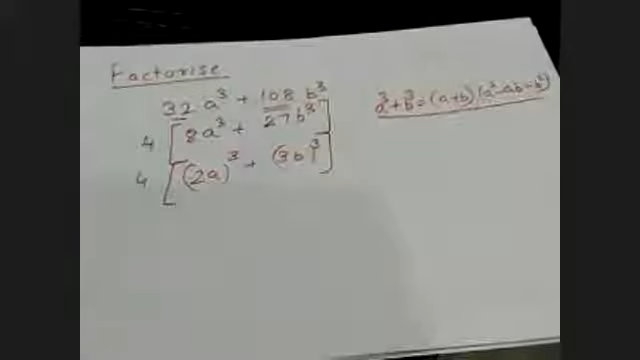 Factorise
32 a³ + 108 b³
4 [8a³ + 27b³]
4 [(2a)³ + (3b)³]
a³+b³=(a+b)(a²-ab-b²)